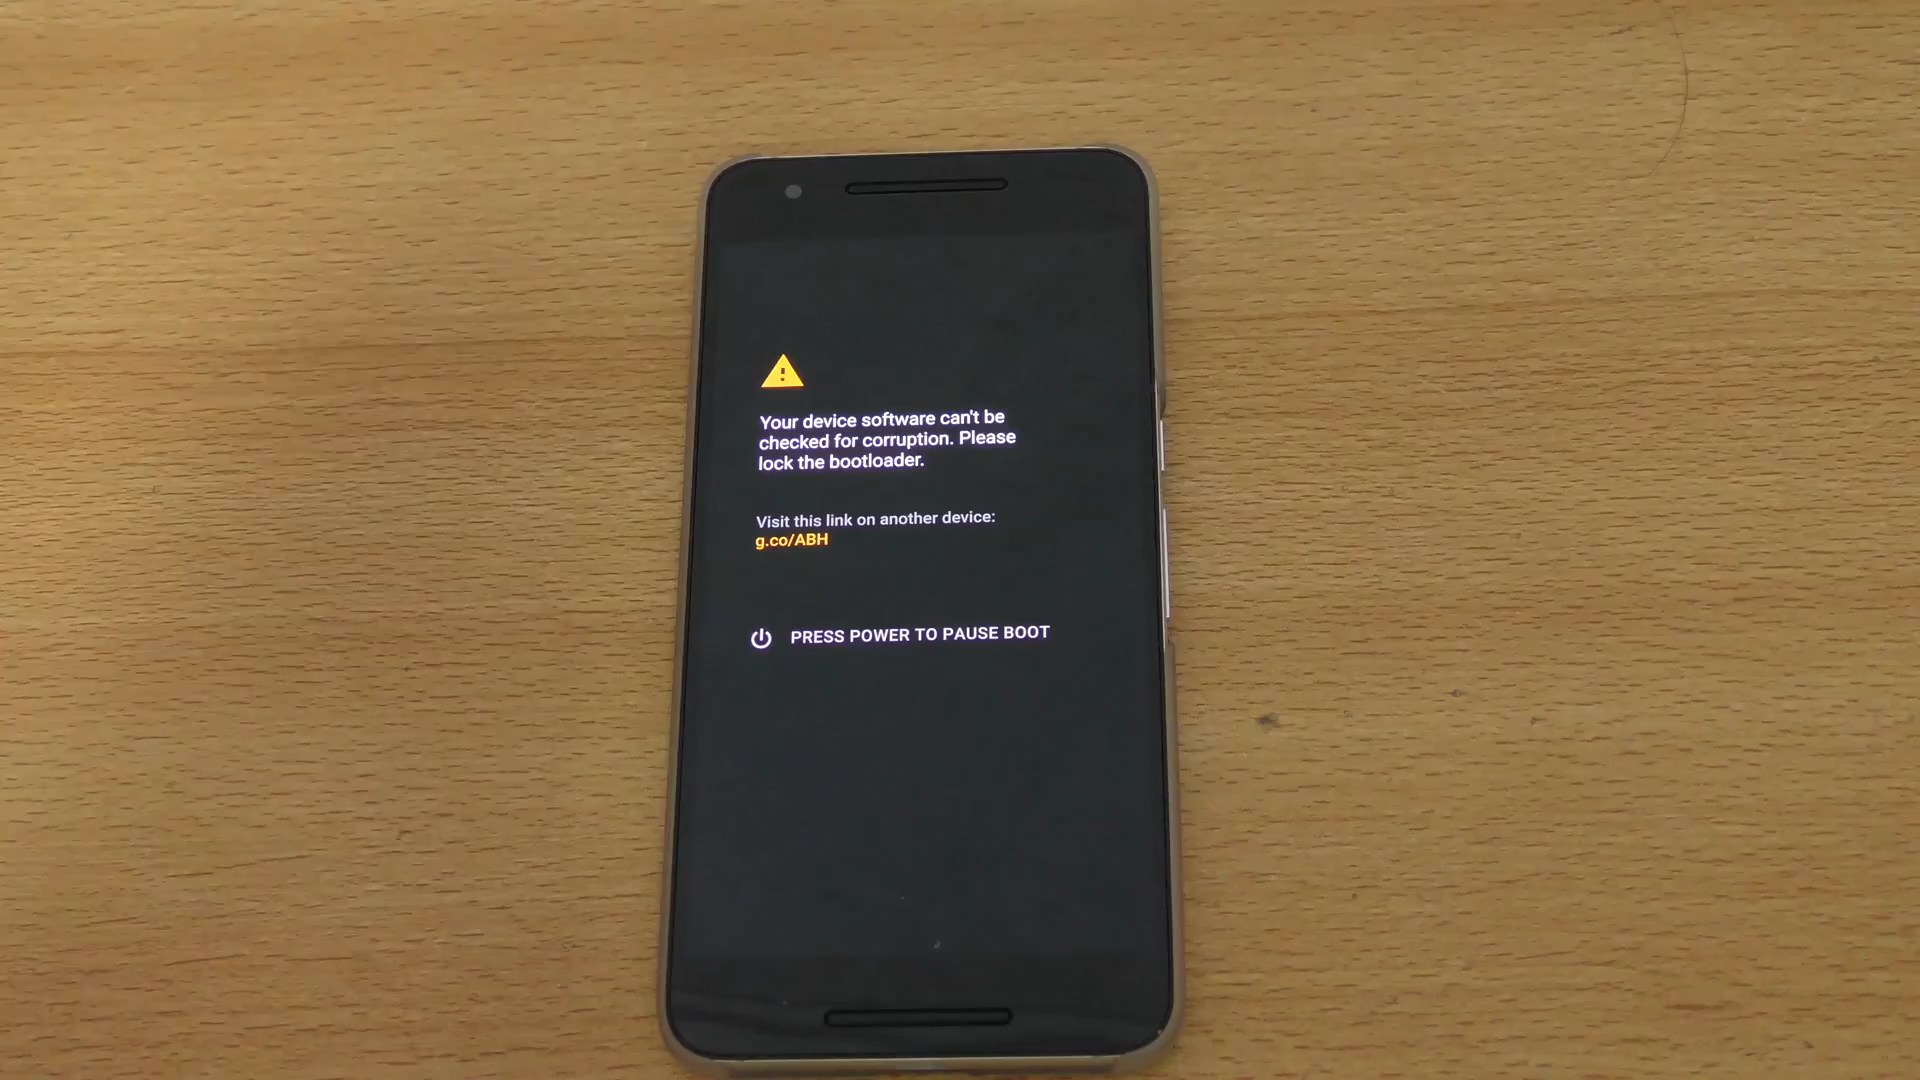 Your device software can't be
checked for corruption. Please
lock the bootloader.
Visit this link on another device:
g.co/ABH
PRESS POWER TO PAUSE BOOT